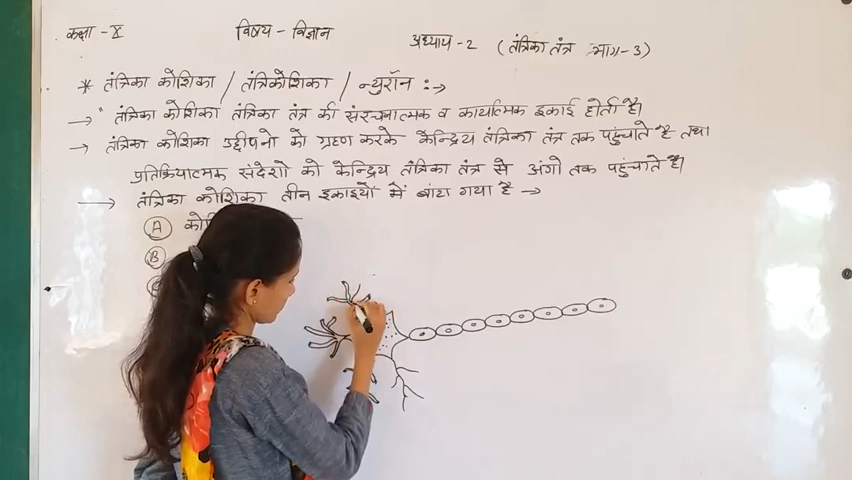 कक्षा - X
विषय - विज्ञान
अध्याय - 2 ( तंत्रिका तंत्र भाग - 3 )
* तंत्रिका कोशिका / तंत्रिकोशिका / न्युरॉन :→
→ " तंत्रिका कोशिका तंत्रिका तंत्र की संरचनात्मक व कार्यात्मक इकाई होती है।
→ तंत्रिका कोशिका उद्दीपनो को ग्रहण करके केन्द्रिय तंत्रिका तंत्र तक पहुंचाते है तथा
प्रतिक्रियात्मक संदेशो को केन्द्रिय तंत्रिका तंत्र से अंगो तक पहुंचाते है।
→ तंत्रिका कोशिका तीन इकाइयों में बांटा गया है →
(A)
(B)